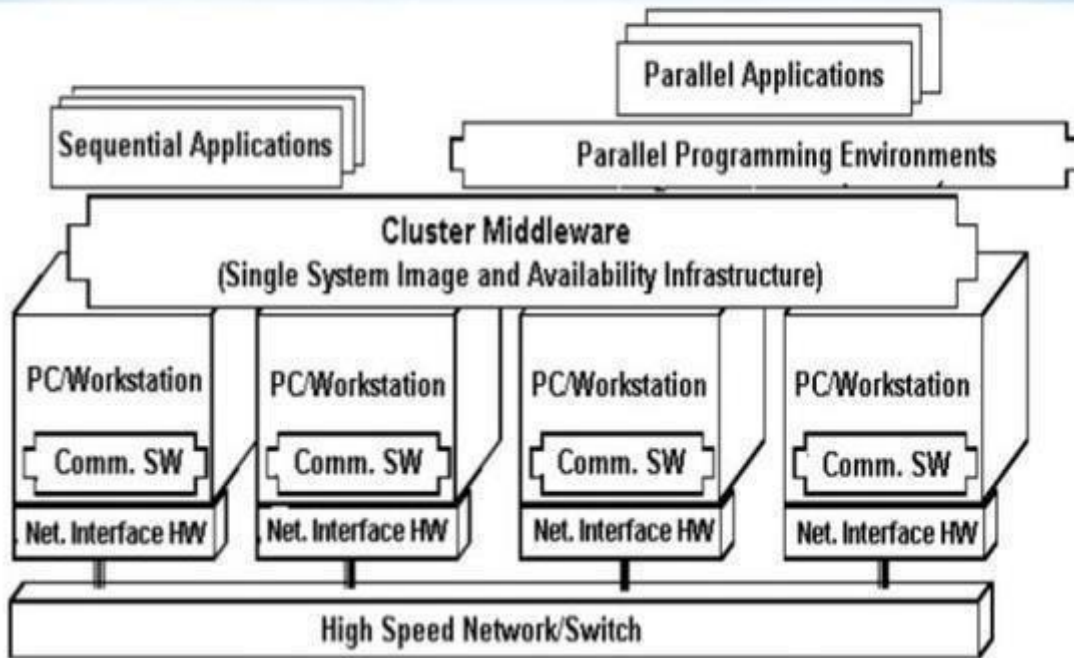 Parallel Applications
Sequential Applications
Parallel Programming Environments
Cluster Middleware
(Single System Image and Availability Infrastructure)
PC/Workstation
PC/Workstation
PC/Workstation
PC/Workstation
Comm. SW
Comm. SW
Comm. SW
Comm. SW
Net. Interface HW
Net. Interface HW
Net. Interface HW
Net. Interface HW
High Speed Network/Switch